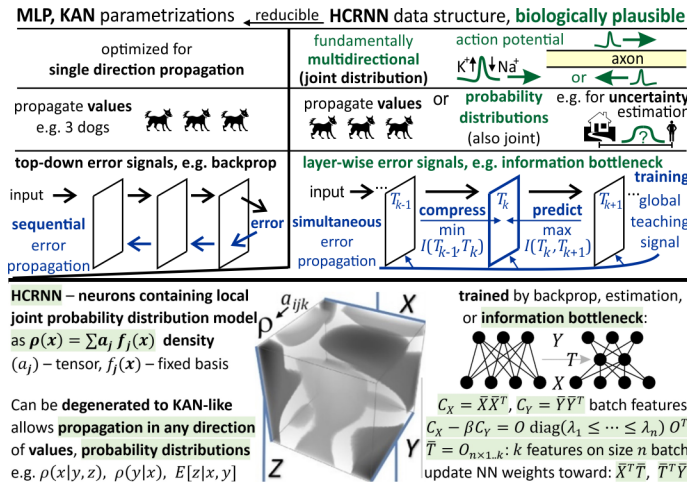 MLP, KAN parametrizations reducible HCRNN data structure, biologically plausible
optimized for
single direction propagation
fundamentally
multidirectional
(joint distribution)
action potential
K⁺ Na⁺
axon
or
propagate values
e.g. 3 dogs
propagate values
or
probability
distributions
(also joint)
e.g. for uncertainty
estimation
?
top-down error signals, e.g. backprop
input
error
sequential
error
propagation
layer-wise error signals, e.g. information bottleneck
training
input ...
T_{k-1}
compress
min
I(T_{k-1}, T_k)
T_k
predict
max
I(T_k, T_{k+1})
T_{k+1}
...
global
teaching
signal
simultaneous
error
propagation
HCRNN – neurons containing local
joint probability distribution model
as ρ(x) = ∑ a_j f_j(x) density
(a_j) – tensor, f_j(x) – fixed basis
Can be degenerated to KAN-like
allows propagation in any direction
of values, probability distributions
e.g. ρ(x|y, z), ρ(y|x), E[z|x, y]
ρ a_{ijk}
X
Y
Z
trained by backprop, estimation,
or information bottleneck:
Y
T
X
C_X = X̄X̄ᵀ, C_Y = ȲȲᵀ batch features
C_X − βC_Y = O diag(λ₁ ≤ ⋯ ≤ λₙ) Oᵀ
T̄ = O_{n×1..k}: k features on size n batch
update NN weights toward: X̄ᵀT̄, T̄ᵀȲ